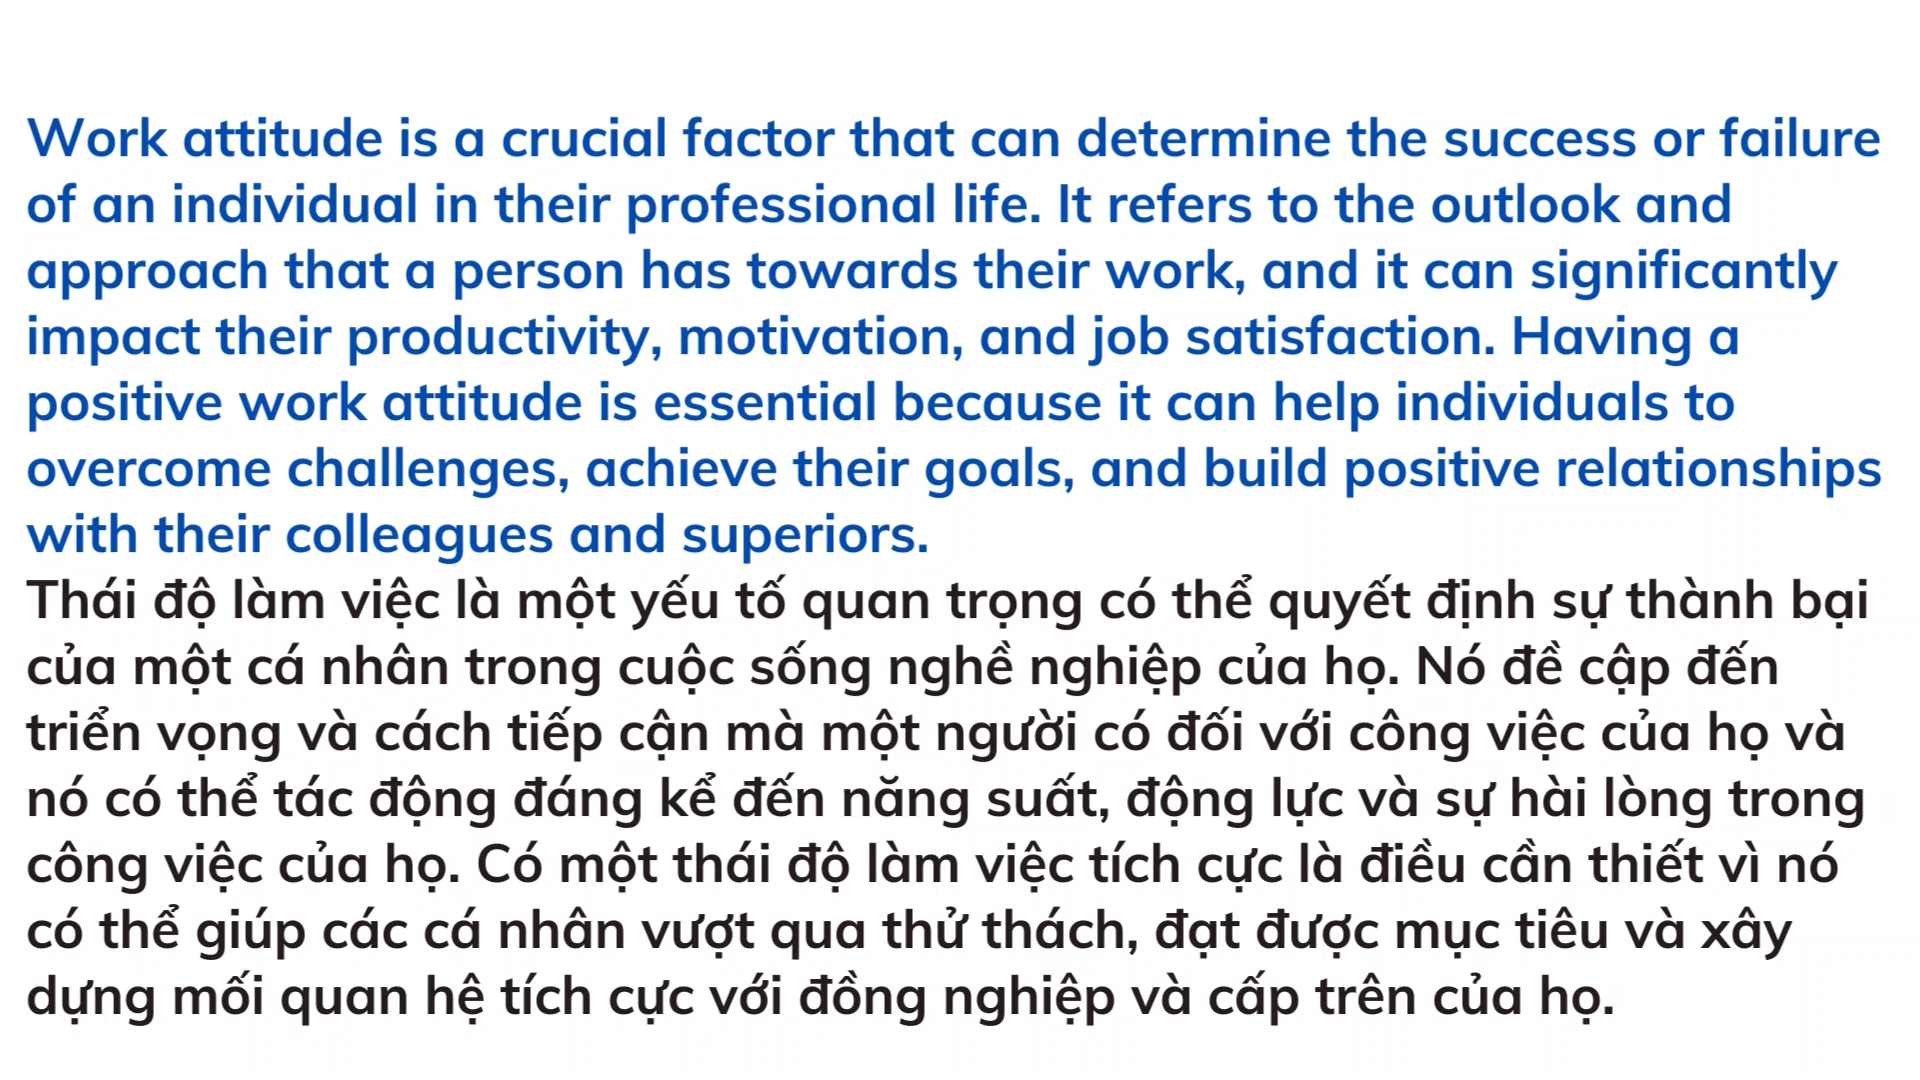 Work attitude is a crucial factor that can determine the success or failure
of an individual in their professional life. It refers to the outlook and
approach that a person has towards their work, and it can significantly
impact their productivity, motivation, and job satisfaction. Having a
positive work attitude is essential because it can help individuals to
overcome challenges, achieve their goals, and build positive relationships
with their colleagues and superiors.
Thái độ làm việc là một yếu tố quan trọng có thể quyết định sự thành bại
của một cá nhân trong cuộc sống nghề nghiệp của họ. Nó đề cập đến
triển vọng và cách tiếp cận mà một người có đối với công việc của họ và
nó có thể tác động đáng kể đến năng suất, động lực và sự hài lòng trong
công việc của họ. Có một thái độ làm việc tích cực là điều cần thiết vì nó
có thể giúp các cá nhân vượt qua thử thách, đạt được mục tiêu và xây
dựng mối quan hệ tích cực với đồng nghiệp và cấp trên của họ.